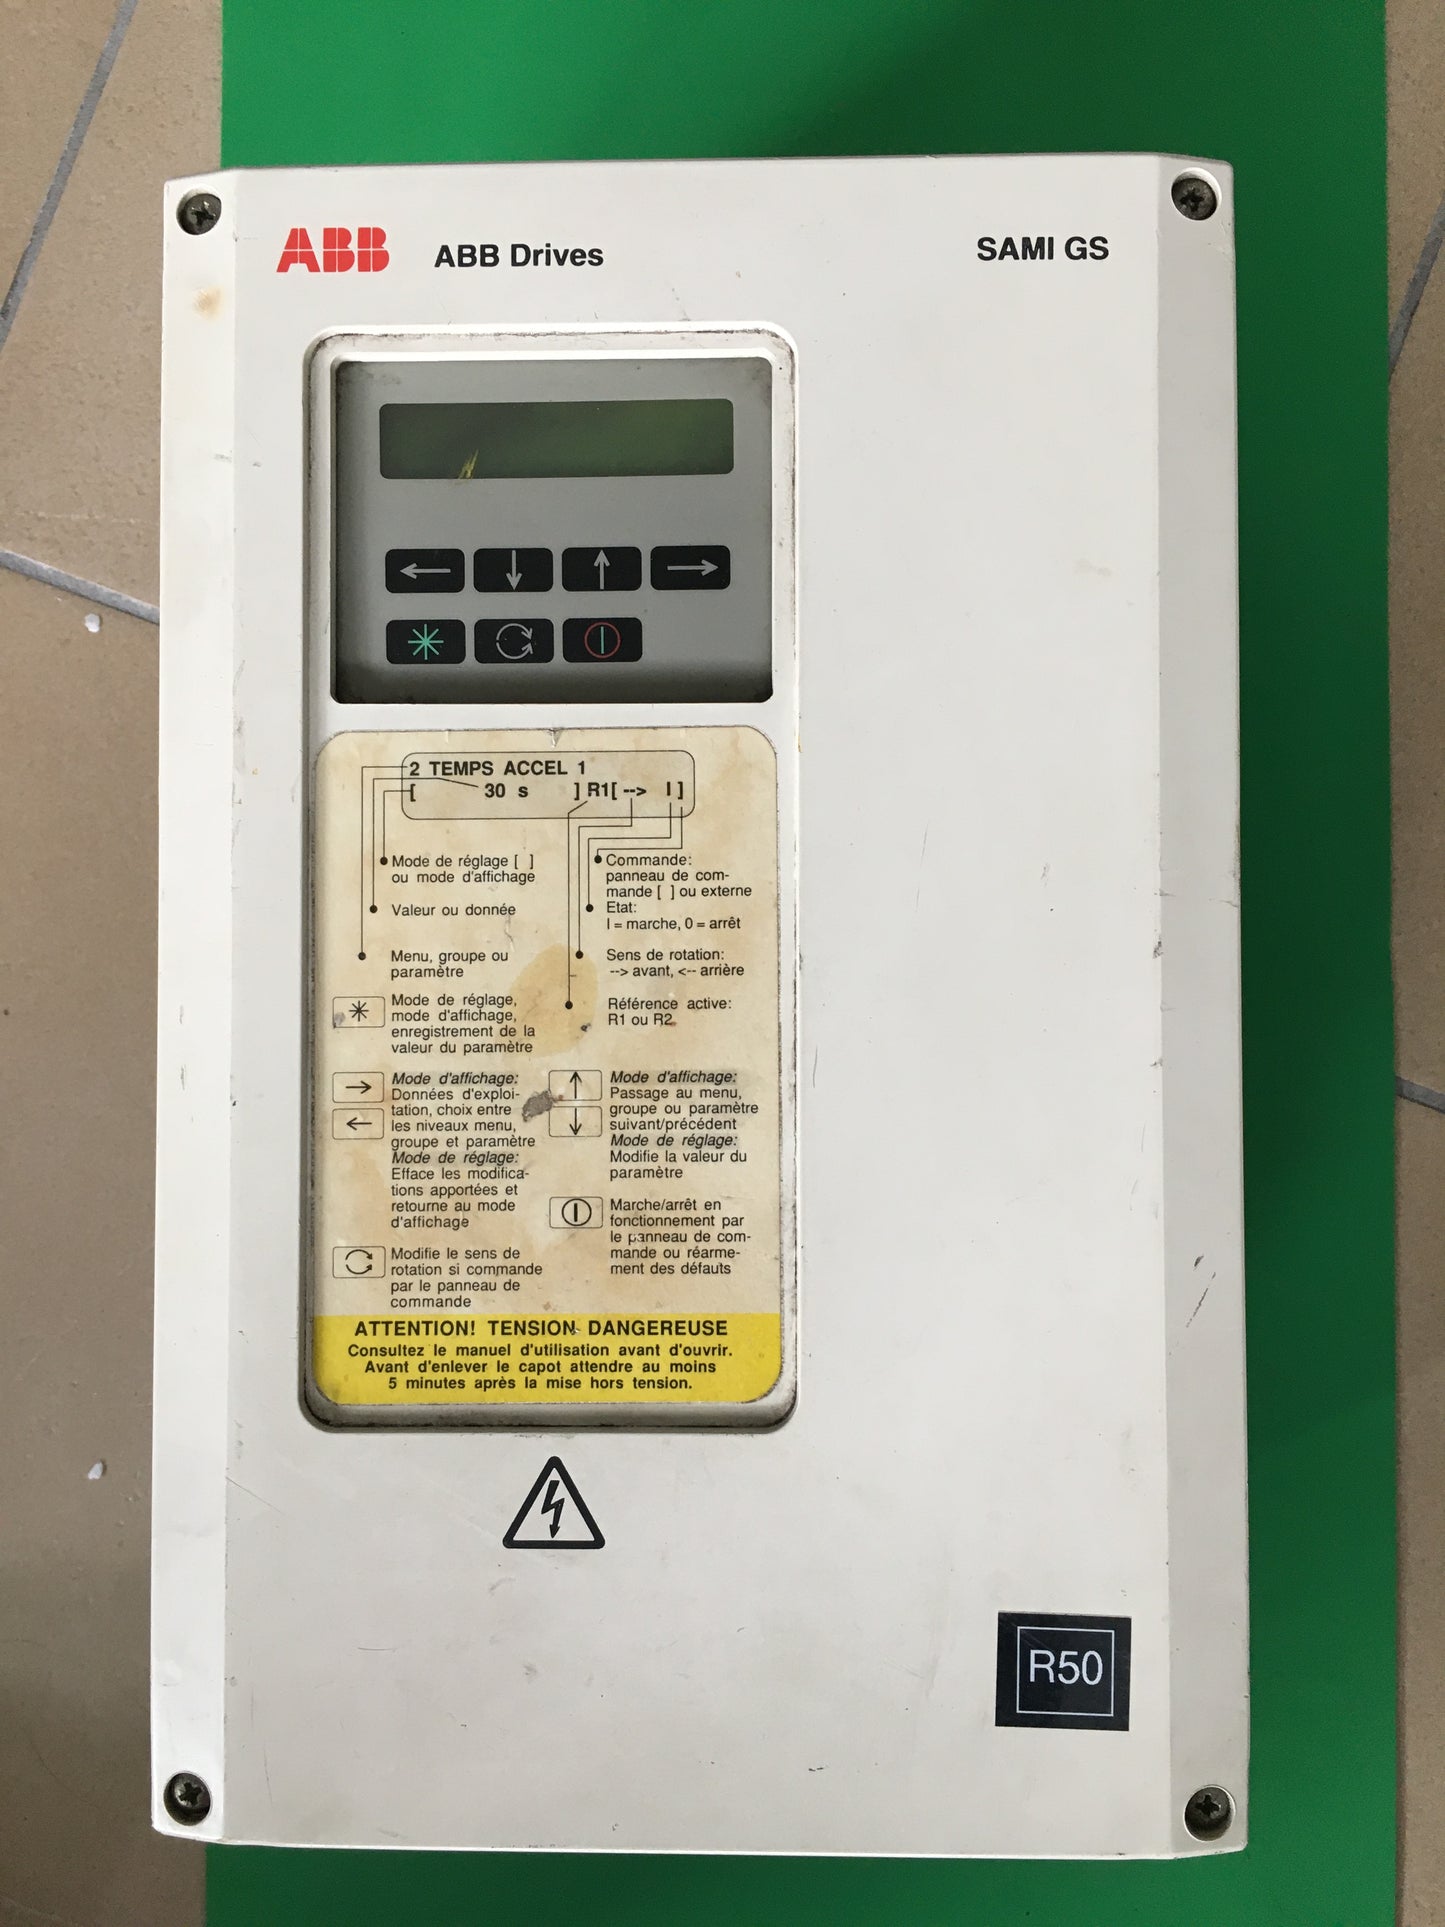 ABB ABB Drives SAMI GS
2 TEMPS ACCEL 1
[ 30 s ] R1[ --> I ]
Mode de réglage [ ]
ou mode d'affichage
Valeur ou donnée
Menu, groupe ou
paramètre
Commande:
panneau de com-
mande [ ] ou externe
Etat:
I = marche, 0 = arrêt
Sens de rotation:
--> avant, <-- arrière
Référence active:
R1 ou R2
Mode de réglage,
mode d'affichage,
enregistrement de la
valeur du paramètre
Mode d'affichage:
Données d'exploi-
tation, choix entre
les niveaux menu,
groupe et paramètre
Mode de réglage:
Efface les modifica-
tions apportées et
retourne au mode
d'affichage
Mode d'affichage:
Passage au menu,
groupe ou paramètre
suivant/précédent
Mode de réglage:
Modifie la valeur du
paramètre
Marche/arrêt en
fonctionnement par
le panneau de com-
mande ou réarme-
ment des défauts
Modifie le sens de
rotation si commande
par le panneau de
commande
ATTENTION! TENSION DANGEREUSE
Consultez le manuel d'utilisation avant d'ouvrir.
Avant d'enlever le capot attendre au moins
5 minutes après la mise hors tension.
R50